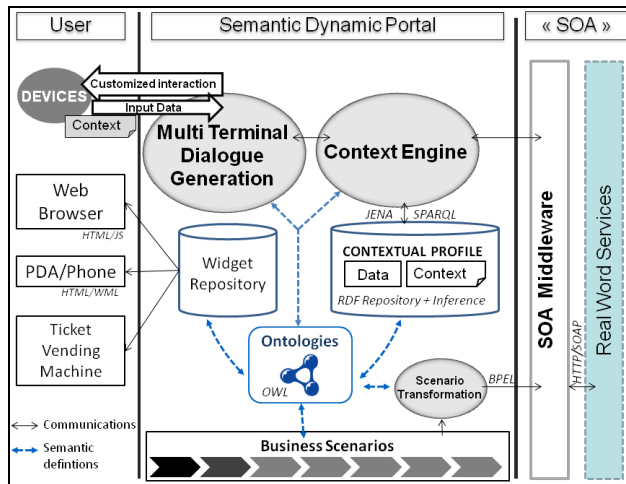 User
Semantic Dynamic Portal
« SOA »
Customized interaction
DEVICES
Input Data
Context
Multi Terminal
Dialogue
Generation
Context Engine
JENA
SPARQL
Web
Browser
HTML/JS
PDA/Phone
HTML/WML
Ticket
Vending
Machine
Widget
Repository
CONTEXTUAL PROFILE
Data
Context
RDF Repository + Inference
Ontologies
OWL
Scenario
Transformation
BPEL
SOA Middleware
HTTP/SOAP
Real Word Services
Communications
Semantic
defintions
Business Scenarios